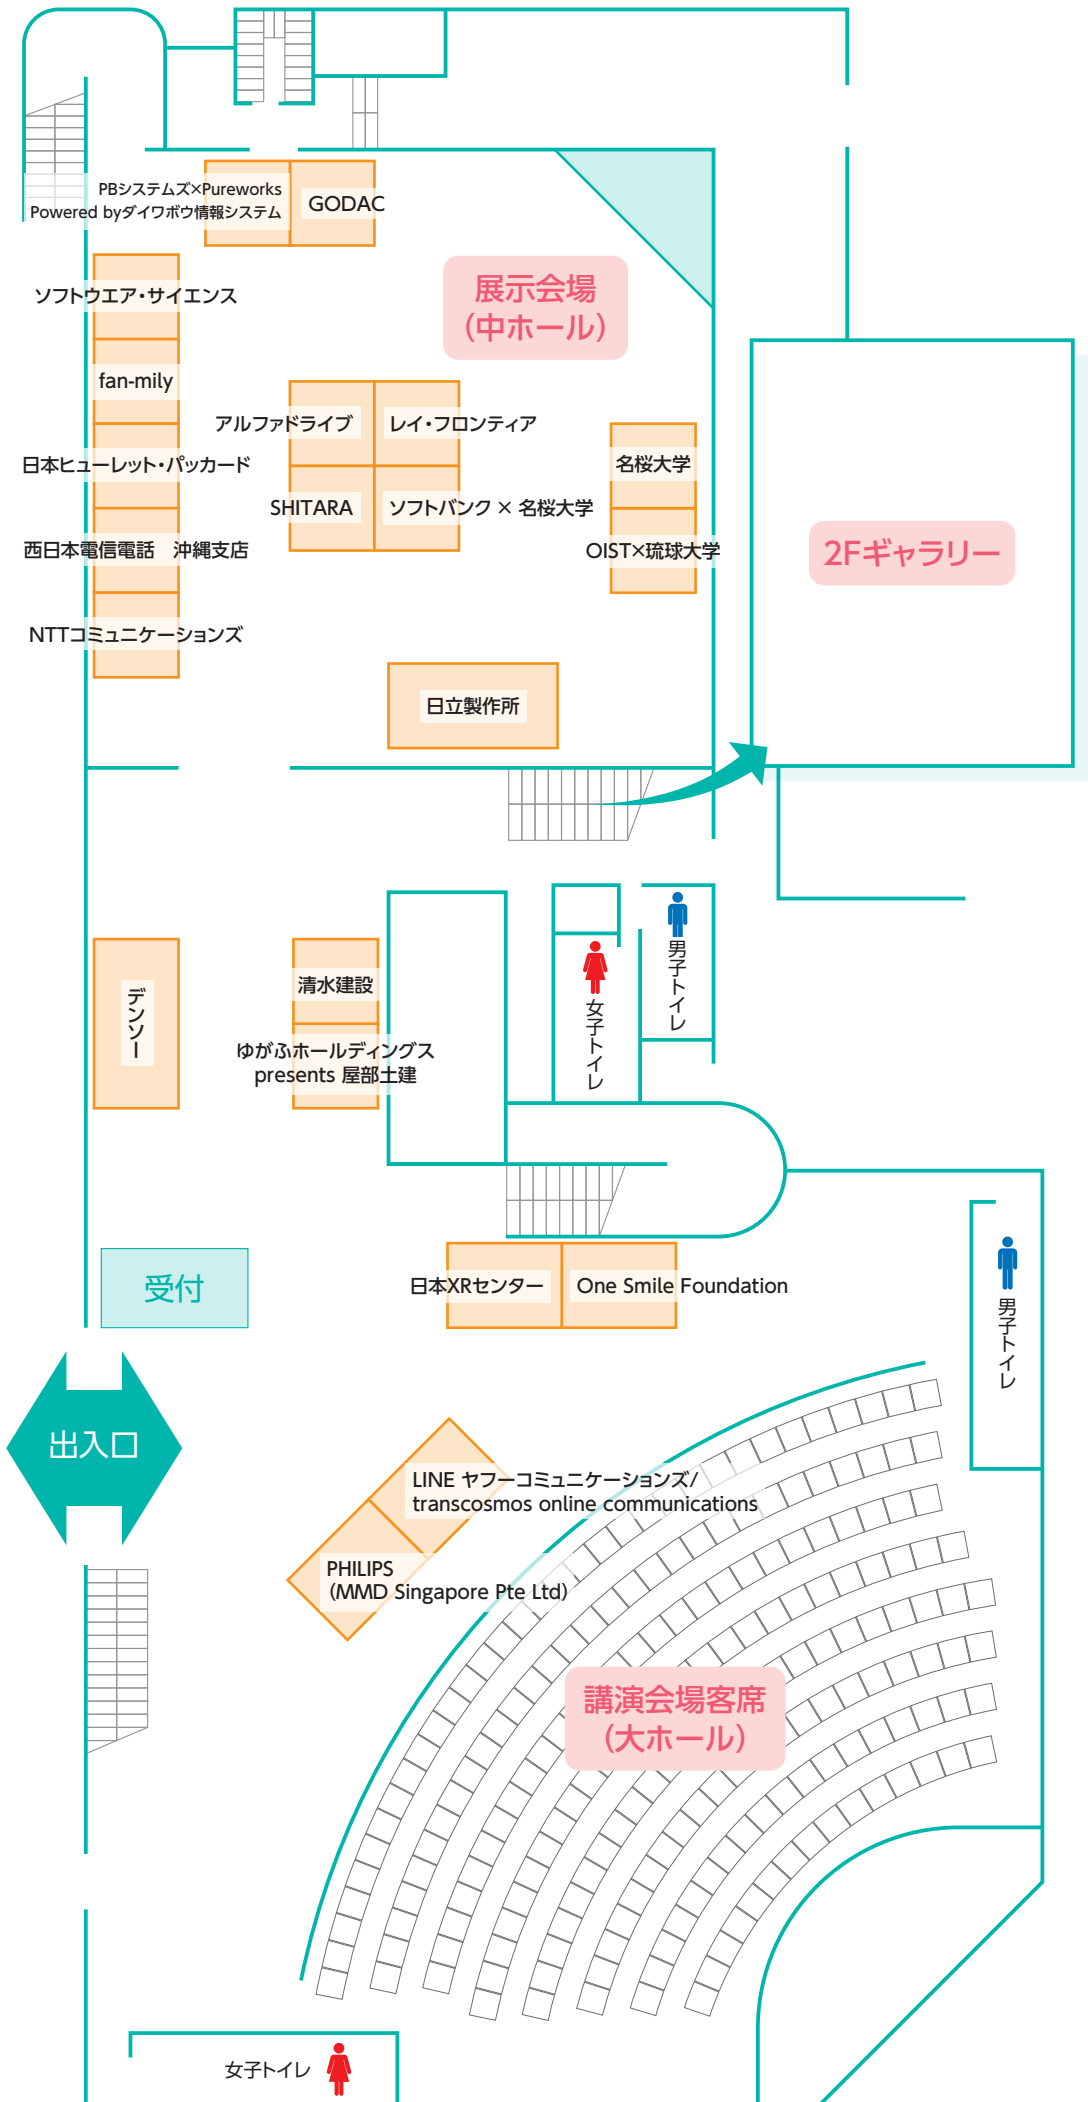 PBシステムズ×Pureworks
Powered byダイワボウ情報システム
GODAC
ソフトウエア・サイエンス
展示会場
（中ホール）
fan-mily
アルファドライブ
レイ・フロンティア
日本ヒューレット・パッカード
名桜大学
SHITARA
ソフトバンク × 名桜大学
西日本電信電話　沖縄支店
OIST×琉球大学
2Fギャラリー
NTTコミュニケーションズ
日立製作所
デンソー
清水建設
ゆがふホールディングス
presents 屋部土建
女子トイレ
男子トイレ
受付
日本XRセンター
One Smile Foundation
男子トイレ
出入口
LINE ヤフーコミュニケーションズ/
transcosmos online communications
PHILIPS
（MMD Singapore Pte Ltd）
講演会場客席
（大ホール）
女子トイレ